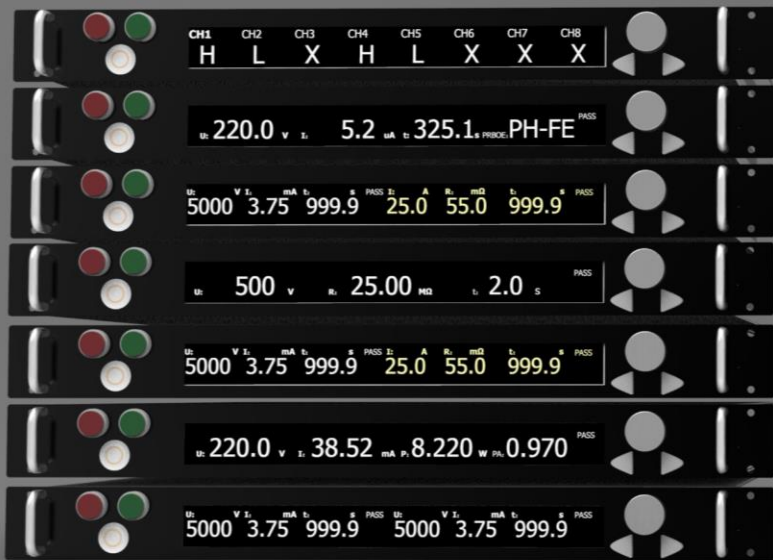 CH1 CH2 CH3 CH4 CH5 CH6 CH7 CH8
H L X H L X X X
U: 220.0 V I: 5.2 uA t: 325.1s PRBOE: PH-FE PASS
U: V I: mA t: s PASS I: A R: mΩ t: s PASS
5000 3.75 999.9 25.0 55.0 999.9
U: 500 V R: 25.00 MΩ t: 2.0 S PASS
U: V I: mA t: s PASS I: A R: mΩ t: s PASS
5000 3.75 999.9 25.0 55.0 999.9
U: 220.0 V I: 38.52 mA P: 8.220 W PA: 0.970 PASS
U: V I: mA t: s PASS U: V I: mA t: s PASS
5000 3.75 999.9 5000 3.75 999.9